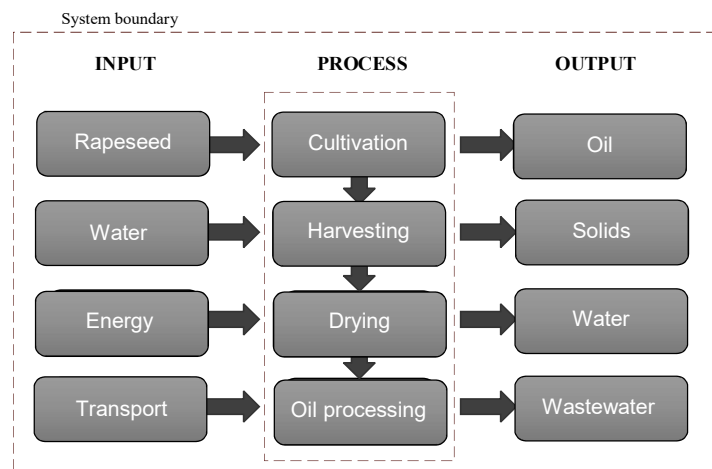 System boundary
INPUT PROCESS OUTPUT
Rapeseed Cultivation Oil
Water Harvesting Solids
Energy Drying Water
Transport Oil processing Wastewater